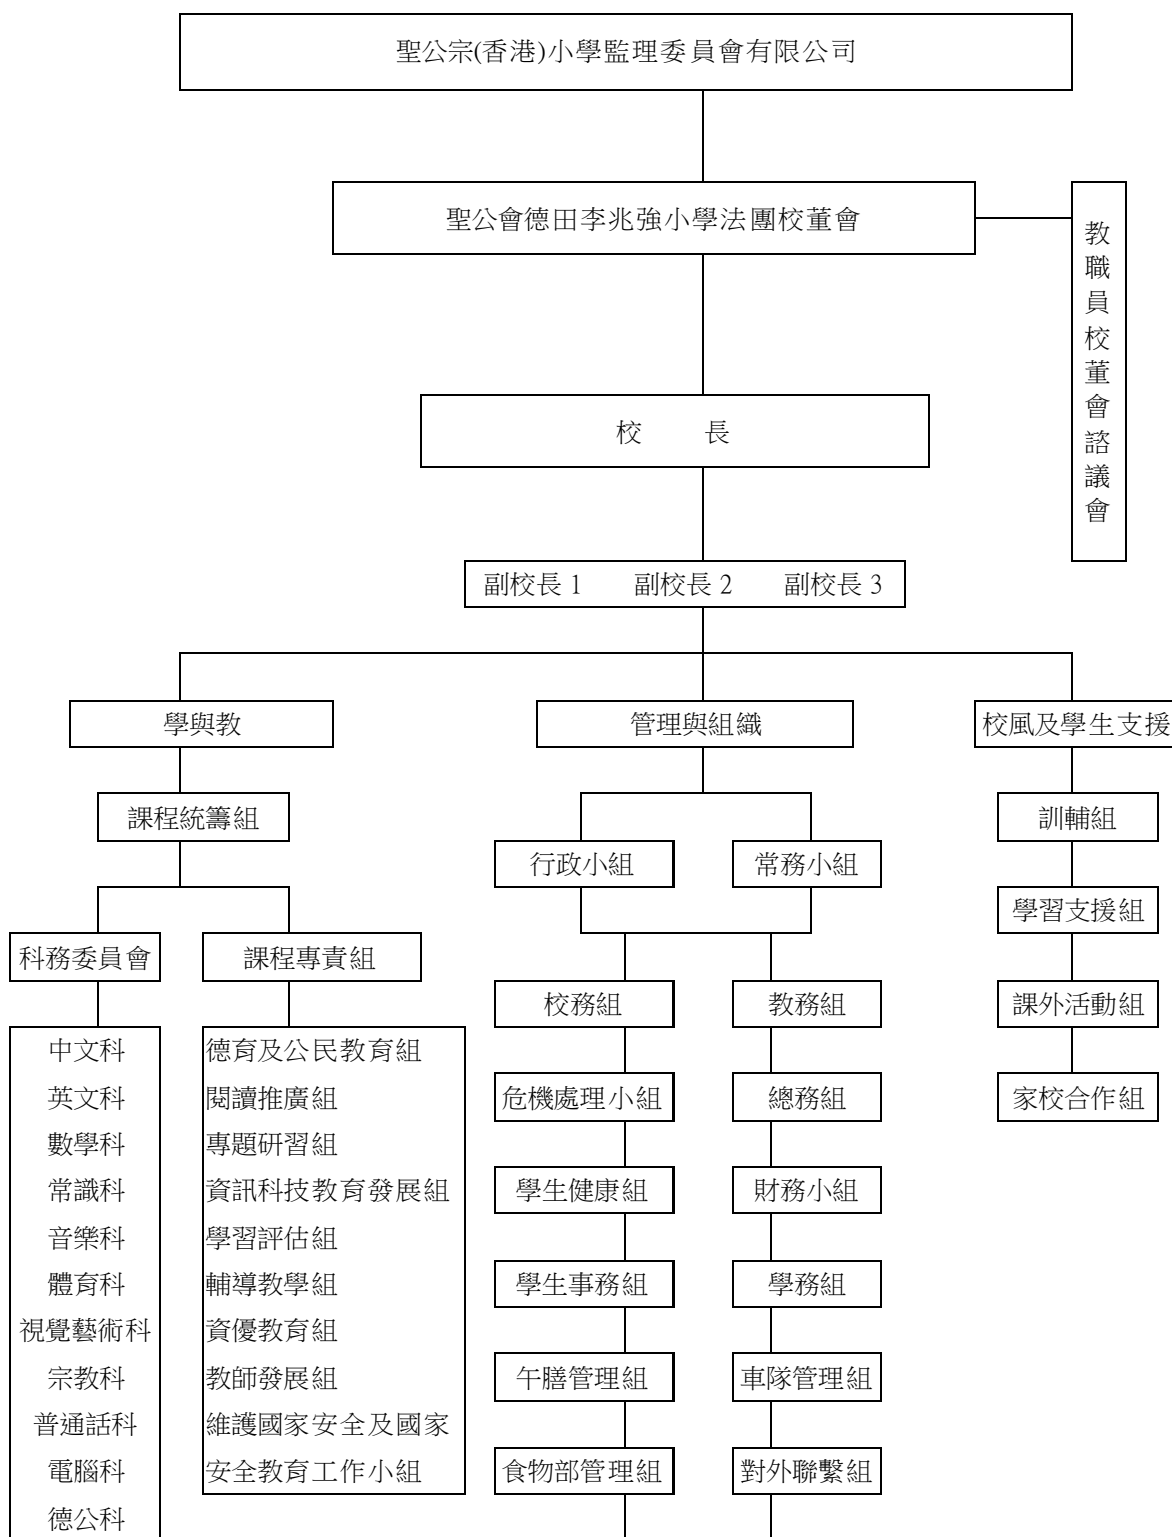 聖公宗(香港)小學監理委員會有限公司
聖公會德田李兆強小學法團校董會
教職員校董會諮議會
校 長
副校長 1 副校長 2 副校長 3
學與教
管理與組織
校風及學生支援
課程統籌組
訓輔組
行政小組
常務小組
學習支援組
科務委員會
課程專責組
校務組
教務組
課外活動組
中文科
英文科
數學科
常識科
音樂科
體育科
視覺藝術科
宗教科
普通話科
電腦科
德公科
德育及公民教育組
閱讀推廣組
專題研習組
資訊科技教育發展組
學習評估組
輔導教學組
資優教育組
教師發展組
維護國家安全及國家
安全教育工作小組
危機處理小組
總務組
家校合作組
學生健康組
財務小組
學生事務組
學務組
午膳管理組
車隊管理組
食物部管理組
對外聯繫組